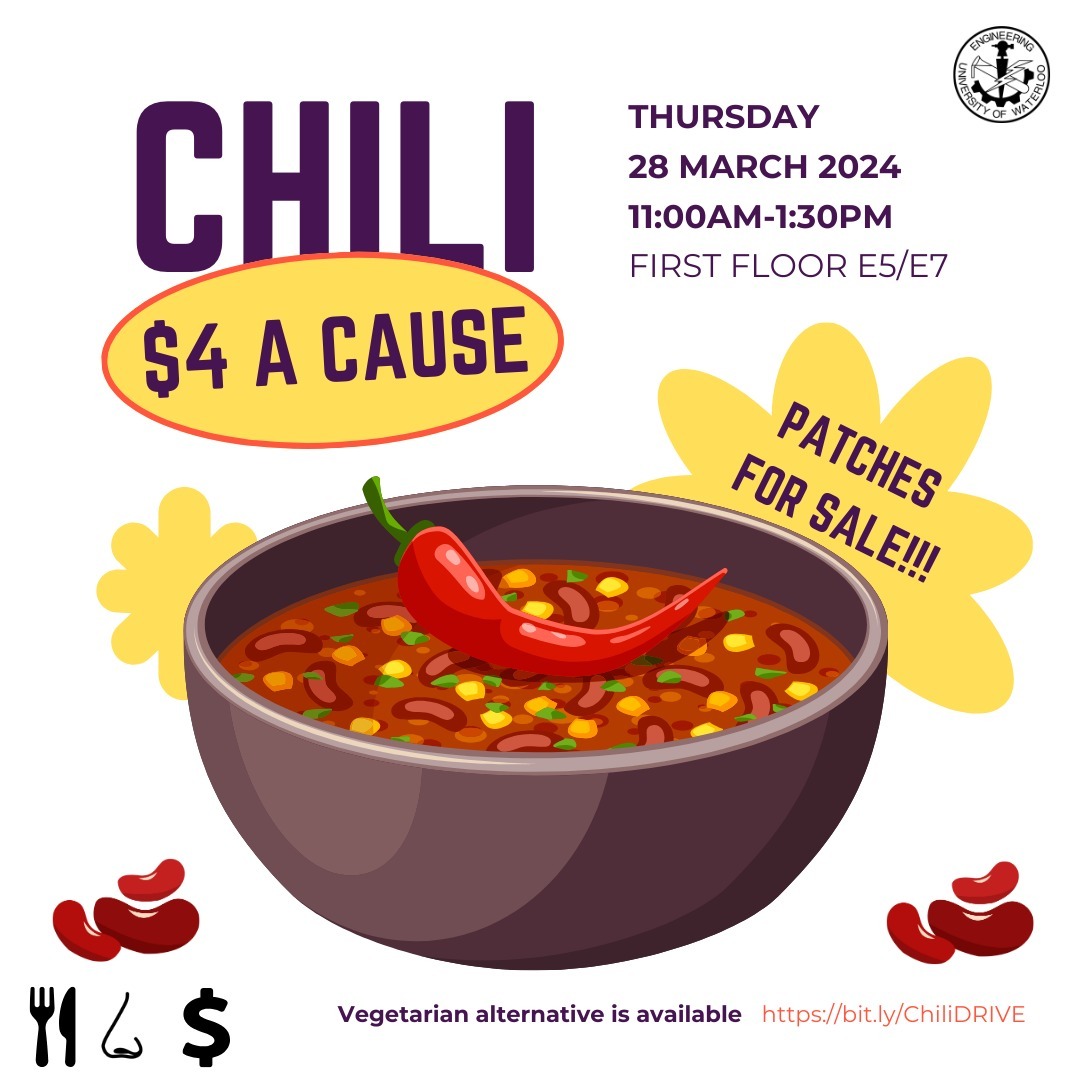 CHILI
$4 A CAUSE
THURSDAY
28 MARCH 2024
11:00AM-1:30PM
FIRST FLOOR E5/E7
ENGINEERING
UNIVERSITY OF WATERLOO
PATCHES
FOR SALE!!!
$
Vegetarian alternative is available
https://bit.ly/ChiliDRIVE